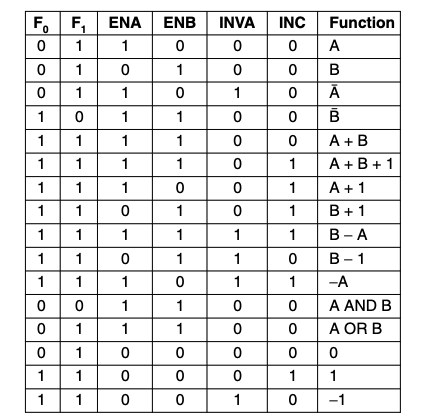 F₀ F₁ ENA ENB INVA INC Function
0 1 1 0 0 0 A
0 1 0 1 0 0 B
0 1 1 0 1 0 Ā
1 0 1 1 0 0 B̄
1 1 1 1 0 0 A + B
1 1 1 1 0 1 A + B + 1
1 1 1 0 0 1 A + 1
1 1 0 1 0 1 B + 1
1 1 1 1 1 1 B – A
1 1 0 1 1 0 B – 1
1 1 1 0 1 1 –A
0 0 1 1 0 0 A AND B
0 1 1 1 0 0 A OR B
0 1 0 0 0 0 0
1 1 0 0 0 1 1
1 1 0 0 1 0 –1